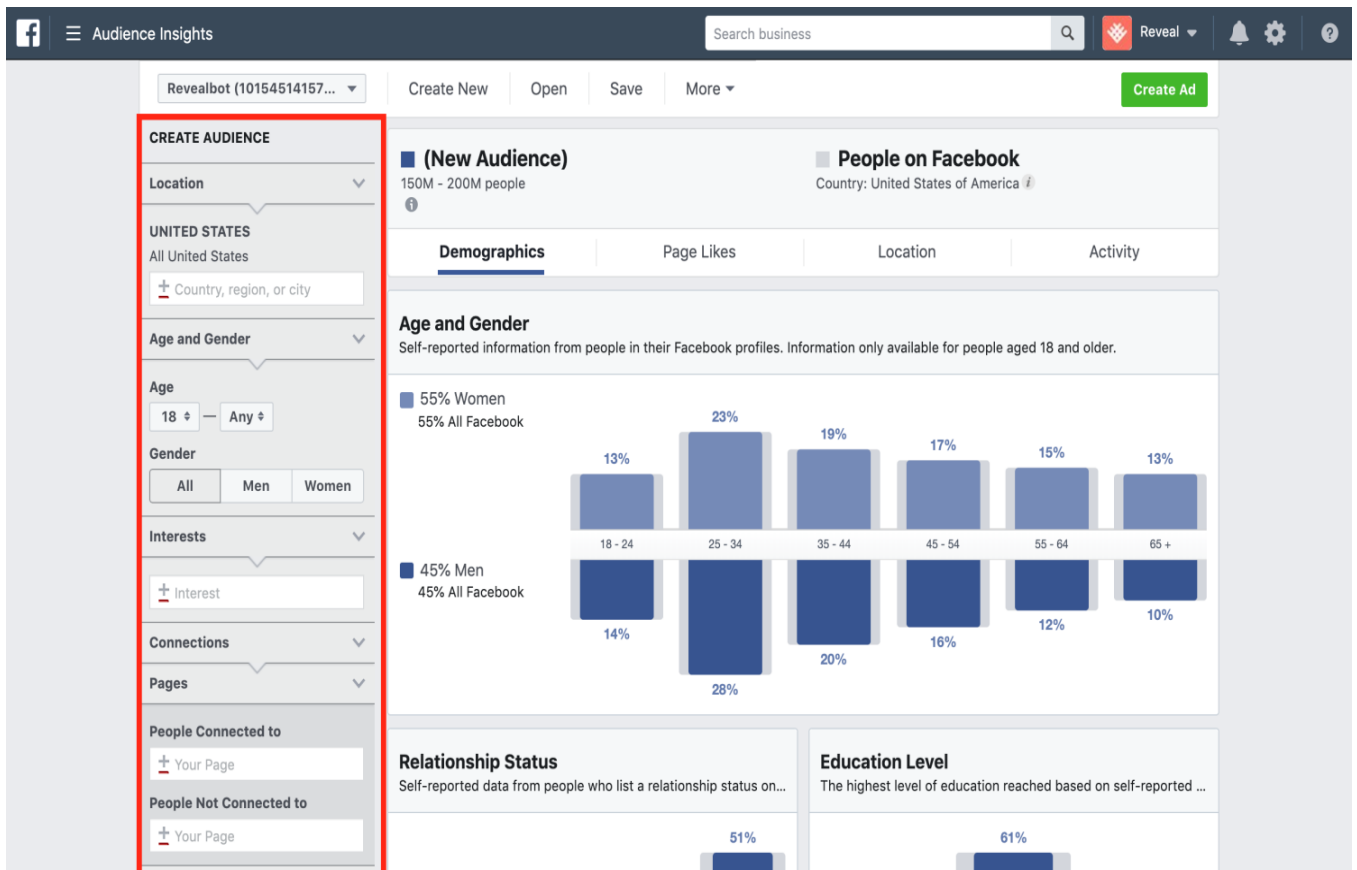 Audience Insights
Search business
Reveal
Revealbot (10154514157...
Create New
Open
Save
More
Create Ad
CREATE AUDIENCE
Location
UNITED STATES
All United States
Country, region, or city
Age and Gender
Age
18 — Any
Gender
All Men Women
Interests
Interest
Connections
Pages
People Connected to
Your Page
People Not Connected to
Your Page
(New Audience)
150M - 200M people
People on Facebook
Country: United States of America
Demographics
Page Likes
Location
Activity
Age and Gender
Self-reported information from people in their Facebook profiles. Information only available for people aged 18 and older.
55% Women
55% All Facebook
13% 23% 19% 17% 15% 13%
18 - 24 25 - 34 35 - 44 45 - 54 55 - 64 65 +
45% Men
45% All Facebook
14% 28% 20% 16% 12% 10%
Relationship Status
Self-reported data from people who list a relationship status on...
51%
Education Level
The highest level of education reached based on self-reported ...
61%